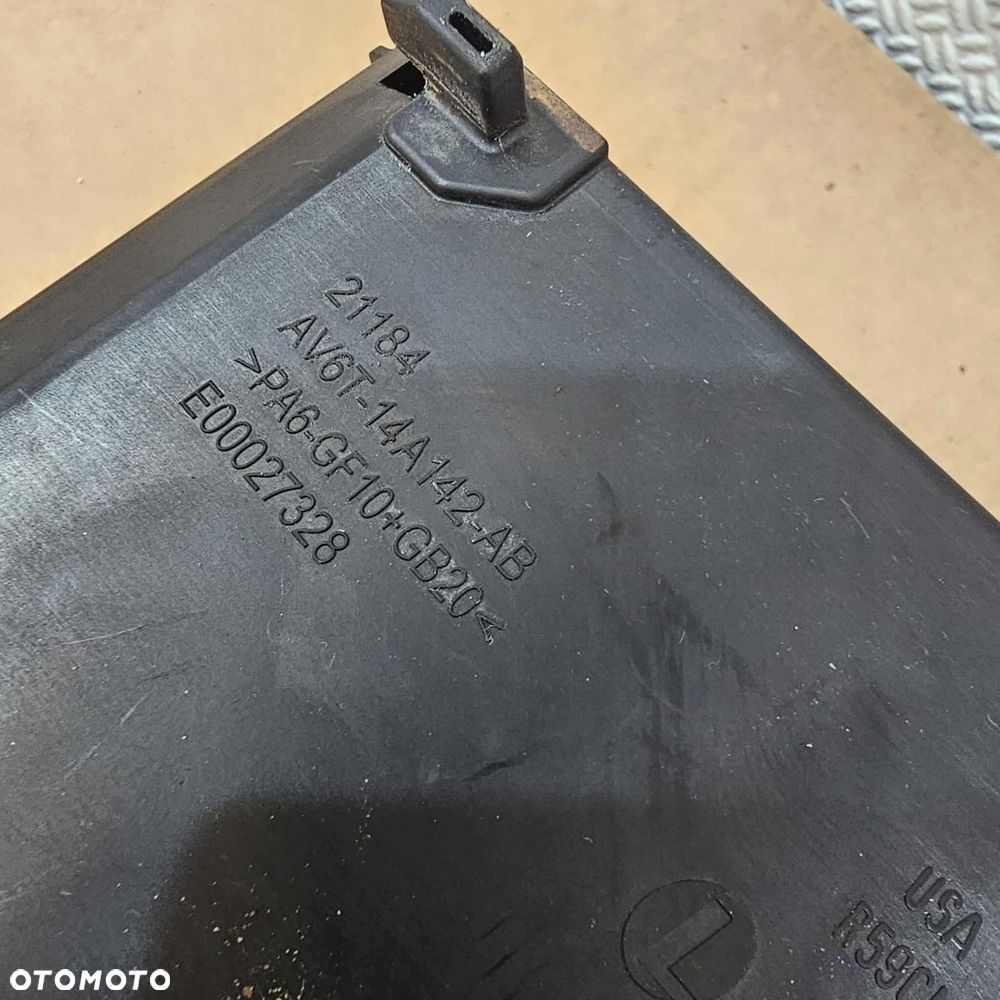 21184
AV6T-14A142-AB
>PA6-GF10+GB20<
E00027328
USA
L
OTOMOTO